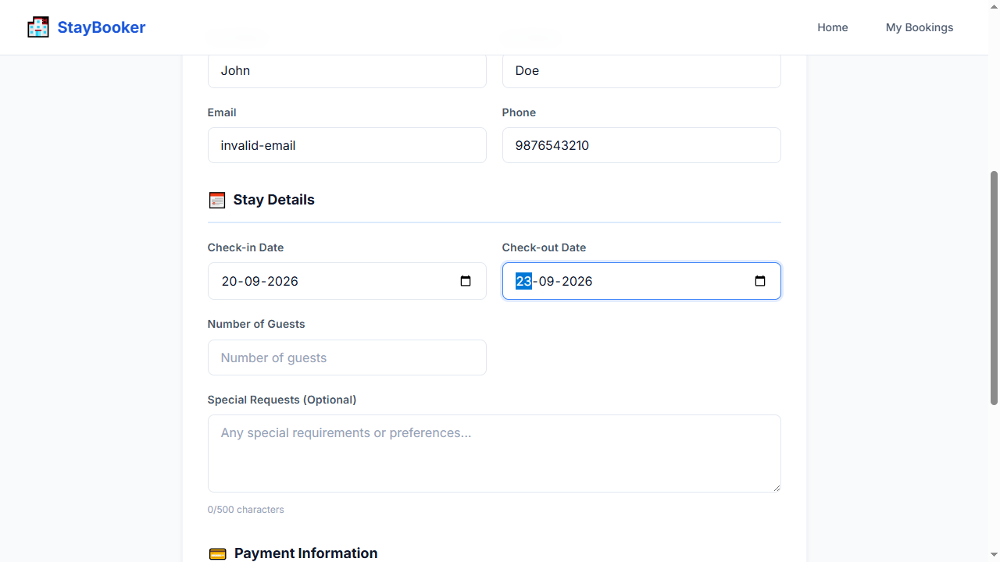 StayBooker
Home
My Bookings
John
Doe
Email
Phone
invalid-email
9876543210
Stay Details
Check-in Date
Check-out Date
20-09-2026
23-09-2026
Number of Guests
Number of guests
Special Requests (Optional)
Any special requirements or preferences...
0/500 characters
Payment Information